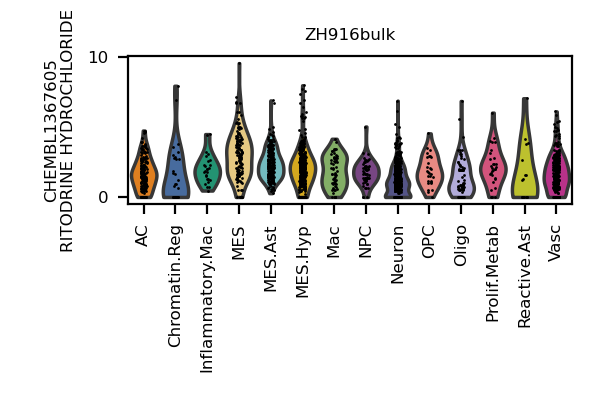 ZH916bulk
CHEMBL1367605
RITODRINE HYDROCHLORIDE
10
0
AC
Chromatin.Reg
Inflammatory.Mac
MES
MES.Ast
MES.Hyp
Mac
NPC
Neuron
OPC
Oligo
Prolif.Metab
Reactive.Ast
Vasc